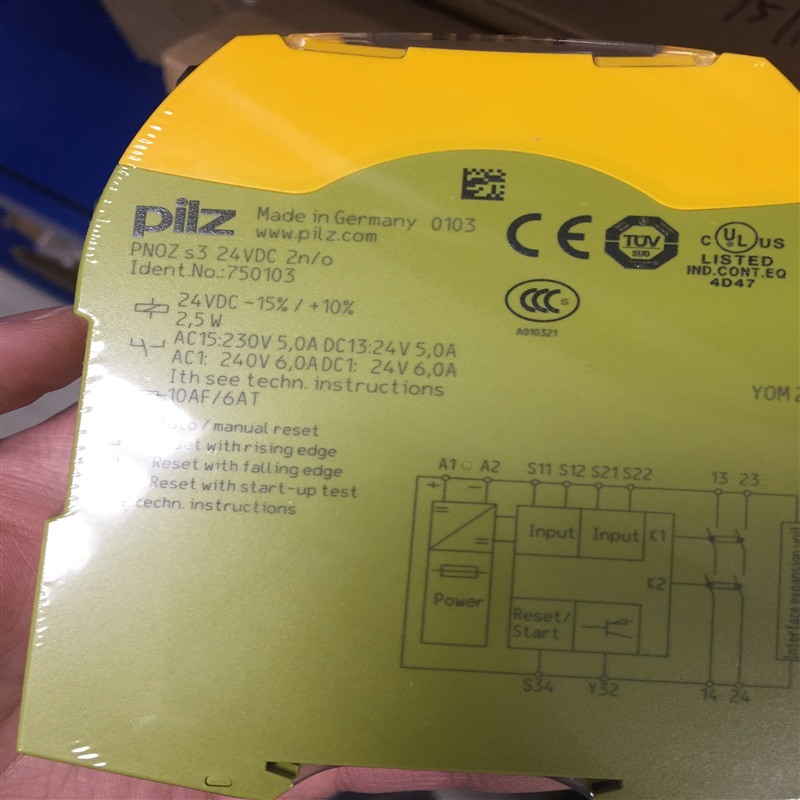 15
pilz Made in Germany 0103
www.pilz.com
PNOZ s3 24VDC 2n/o
Ident.No.:750103
24VDC -15% / +10%
2,5 W
AC15:230V 5,0A DC13:24V 5,0A
AC1: 240V 6,0A DC1: 24V 6,0A
Ith see techn. instructions
10AF/6AT
/ manual reset
with rising edge
Reset with falling edge
Reset with start-up test
techn. instructions
CE
TÜV
SÜD
c UL US
LISTED
IND.CONT.EQ
4D47
CCC S
A010321
YOM 2
A1 A2 S11 S12 S21 S22 13 23
+ −
Input Input K1
K2
Power
Reset/
Start
Interface expansion unit
S34 Y32 14 24